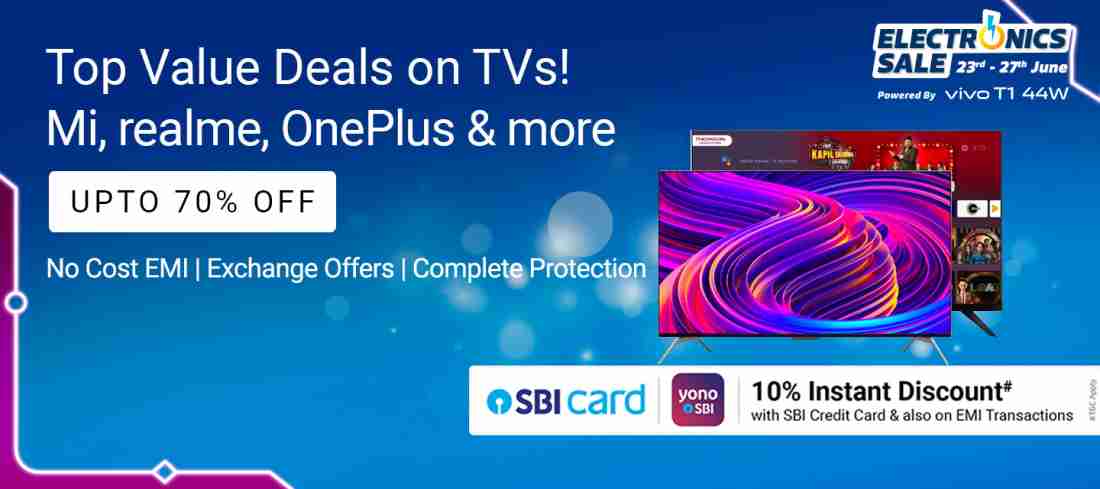 Top Value Deals on TVs!
Mi, realme, OnePlus & more
UPTO 70% OFF
No Cost EMI | Exchange Offers | Complete Protection
ELECTRONICS
SALE 23rd - 27th June
Powered By vivo T1 44W
THOMSON
KAPIL
SBI card
yono
SBI
10% Instant Discount#
with SBI Credit Card & also on EMI Transactions
#T&C Apply